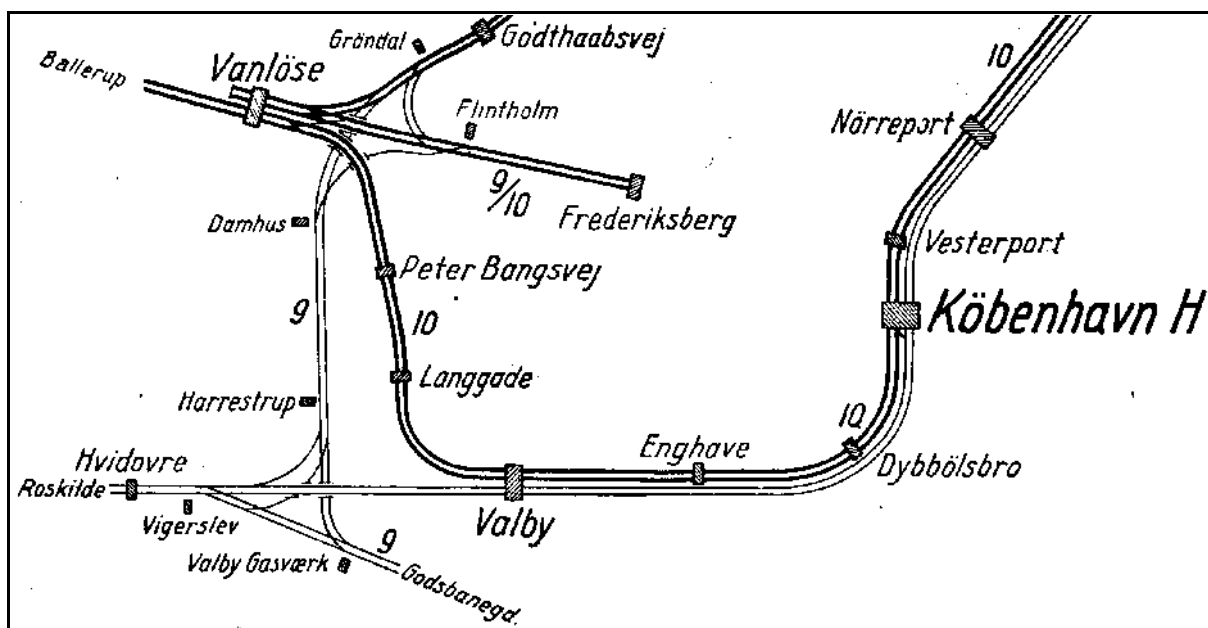 Gröndal
Godthaabsvej
10
Ballerup
Vanlöse
Flintholm
Nörreport
9/10
Frederiksberg
Damhus
Vesterport
Peter Bangsvej
9
10
Köbenhavn H
Langgade
Harrestrup
10
Enghave
Dybbölsbro
Hvidovre
Roskilde
Valby
Vigerslev
9
Valby Gasværk
Godsbanegd.